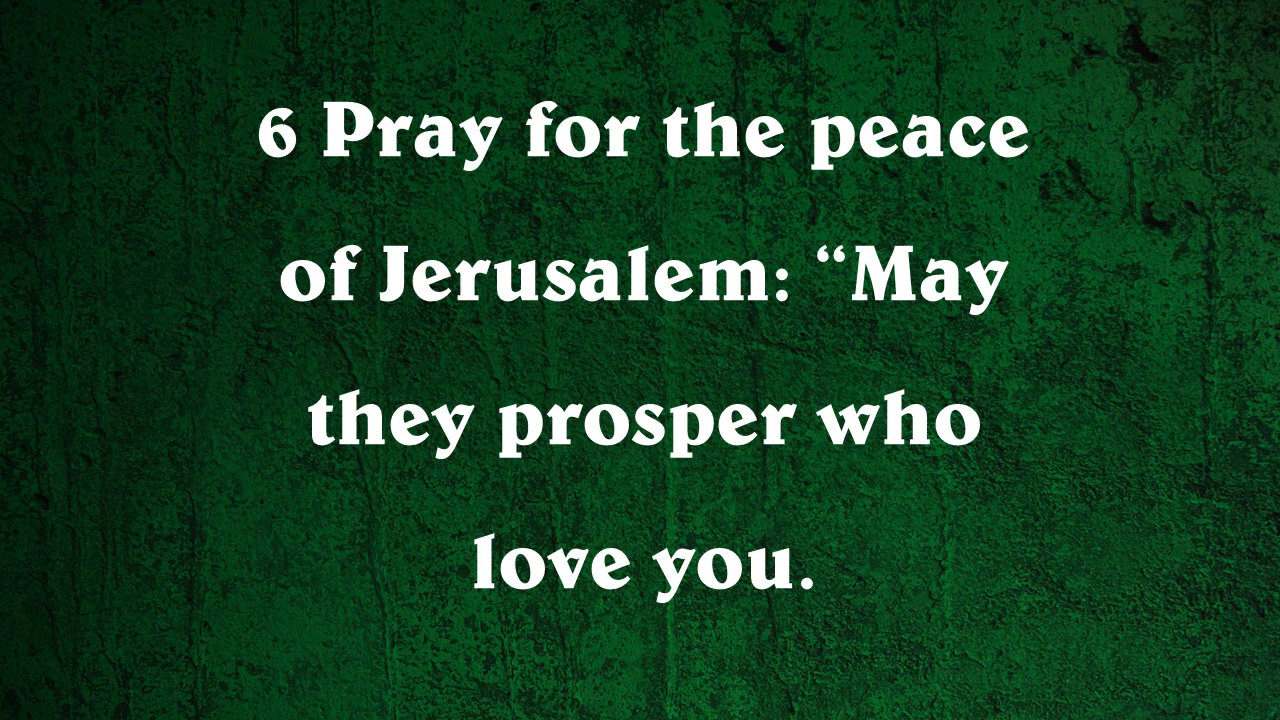 6 Pray for the peace
of Jerusalem: “May
they prosper who
love you.